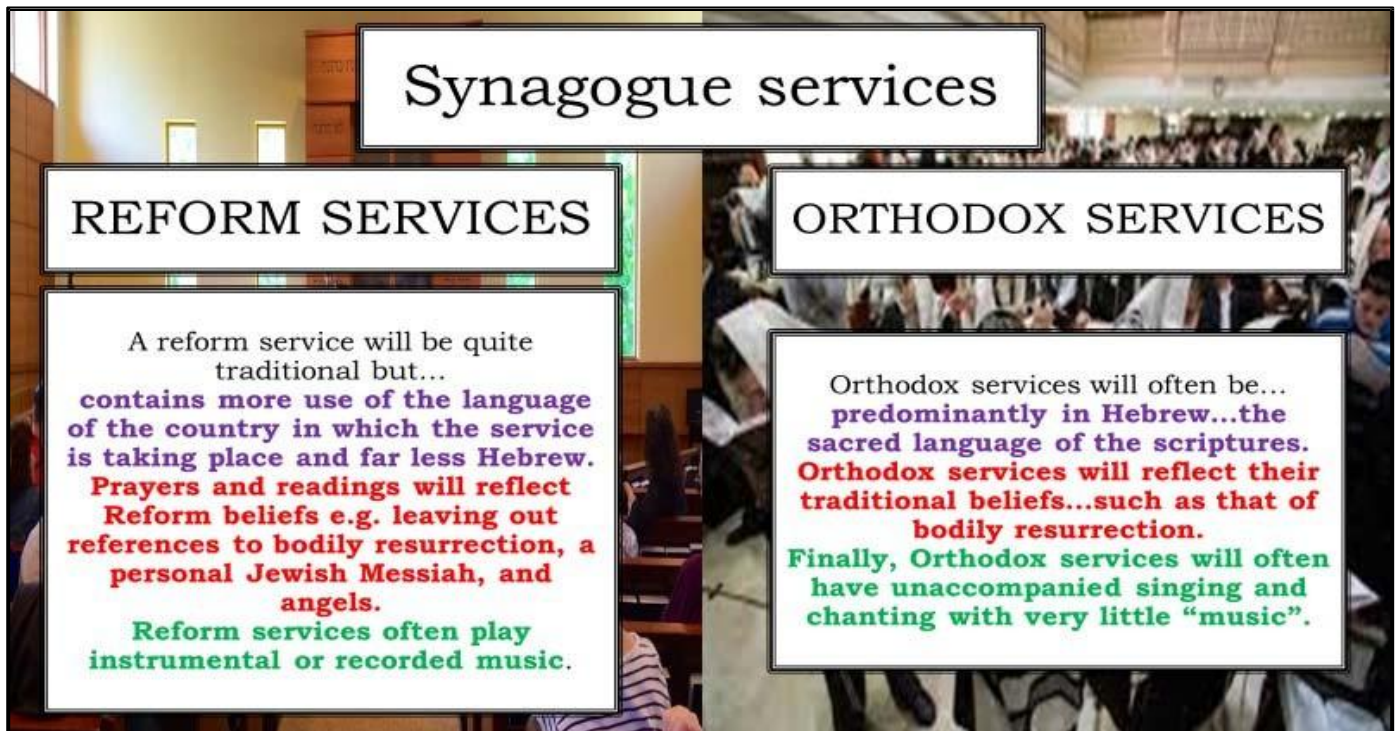 Synagogue services
REFORM SERVICES
A reform service will be quite
traditional but…
contains more use of the language
of the country in which the service
is taking place and far less Hebrew.
Prayers and readings will reflect
Reform beliefs e.g. leaving out
references to bodily resurrection, a
personal Jewish Messiah, and
angels.
Reform services often play
instrumental or recorded music.
ORTHODOX SERVICES
Orthodox services will often be…
predominantly in Hebrew…the
sacred language of the scriptures.
Orthodox services will reflect their
traditional beliefs…such as that of
bodily resurrection.
Finally, Orthodox services will often
have unaccompanied singing and
chanting with very little “music”.